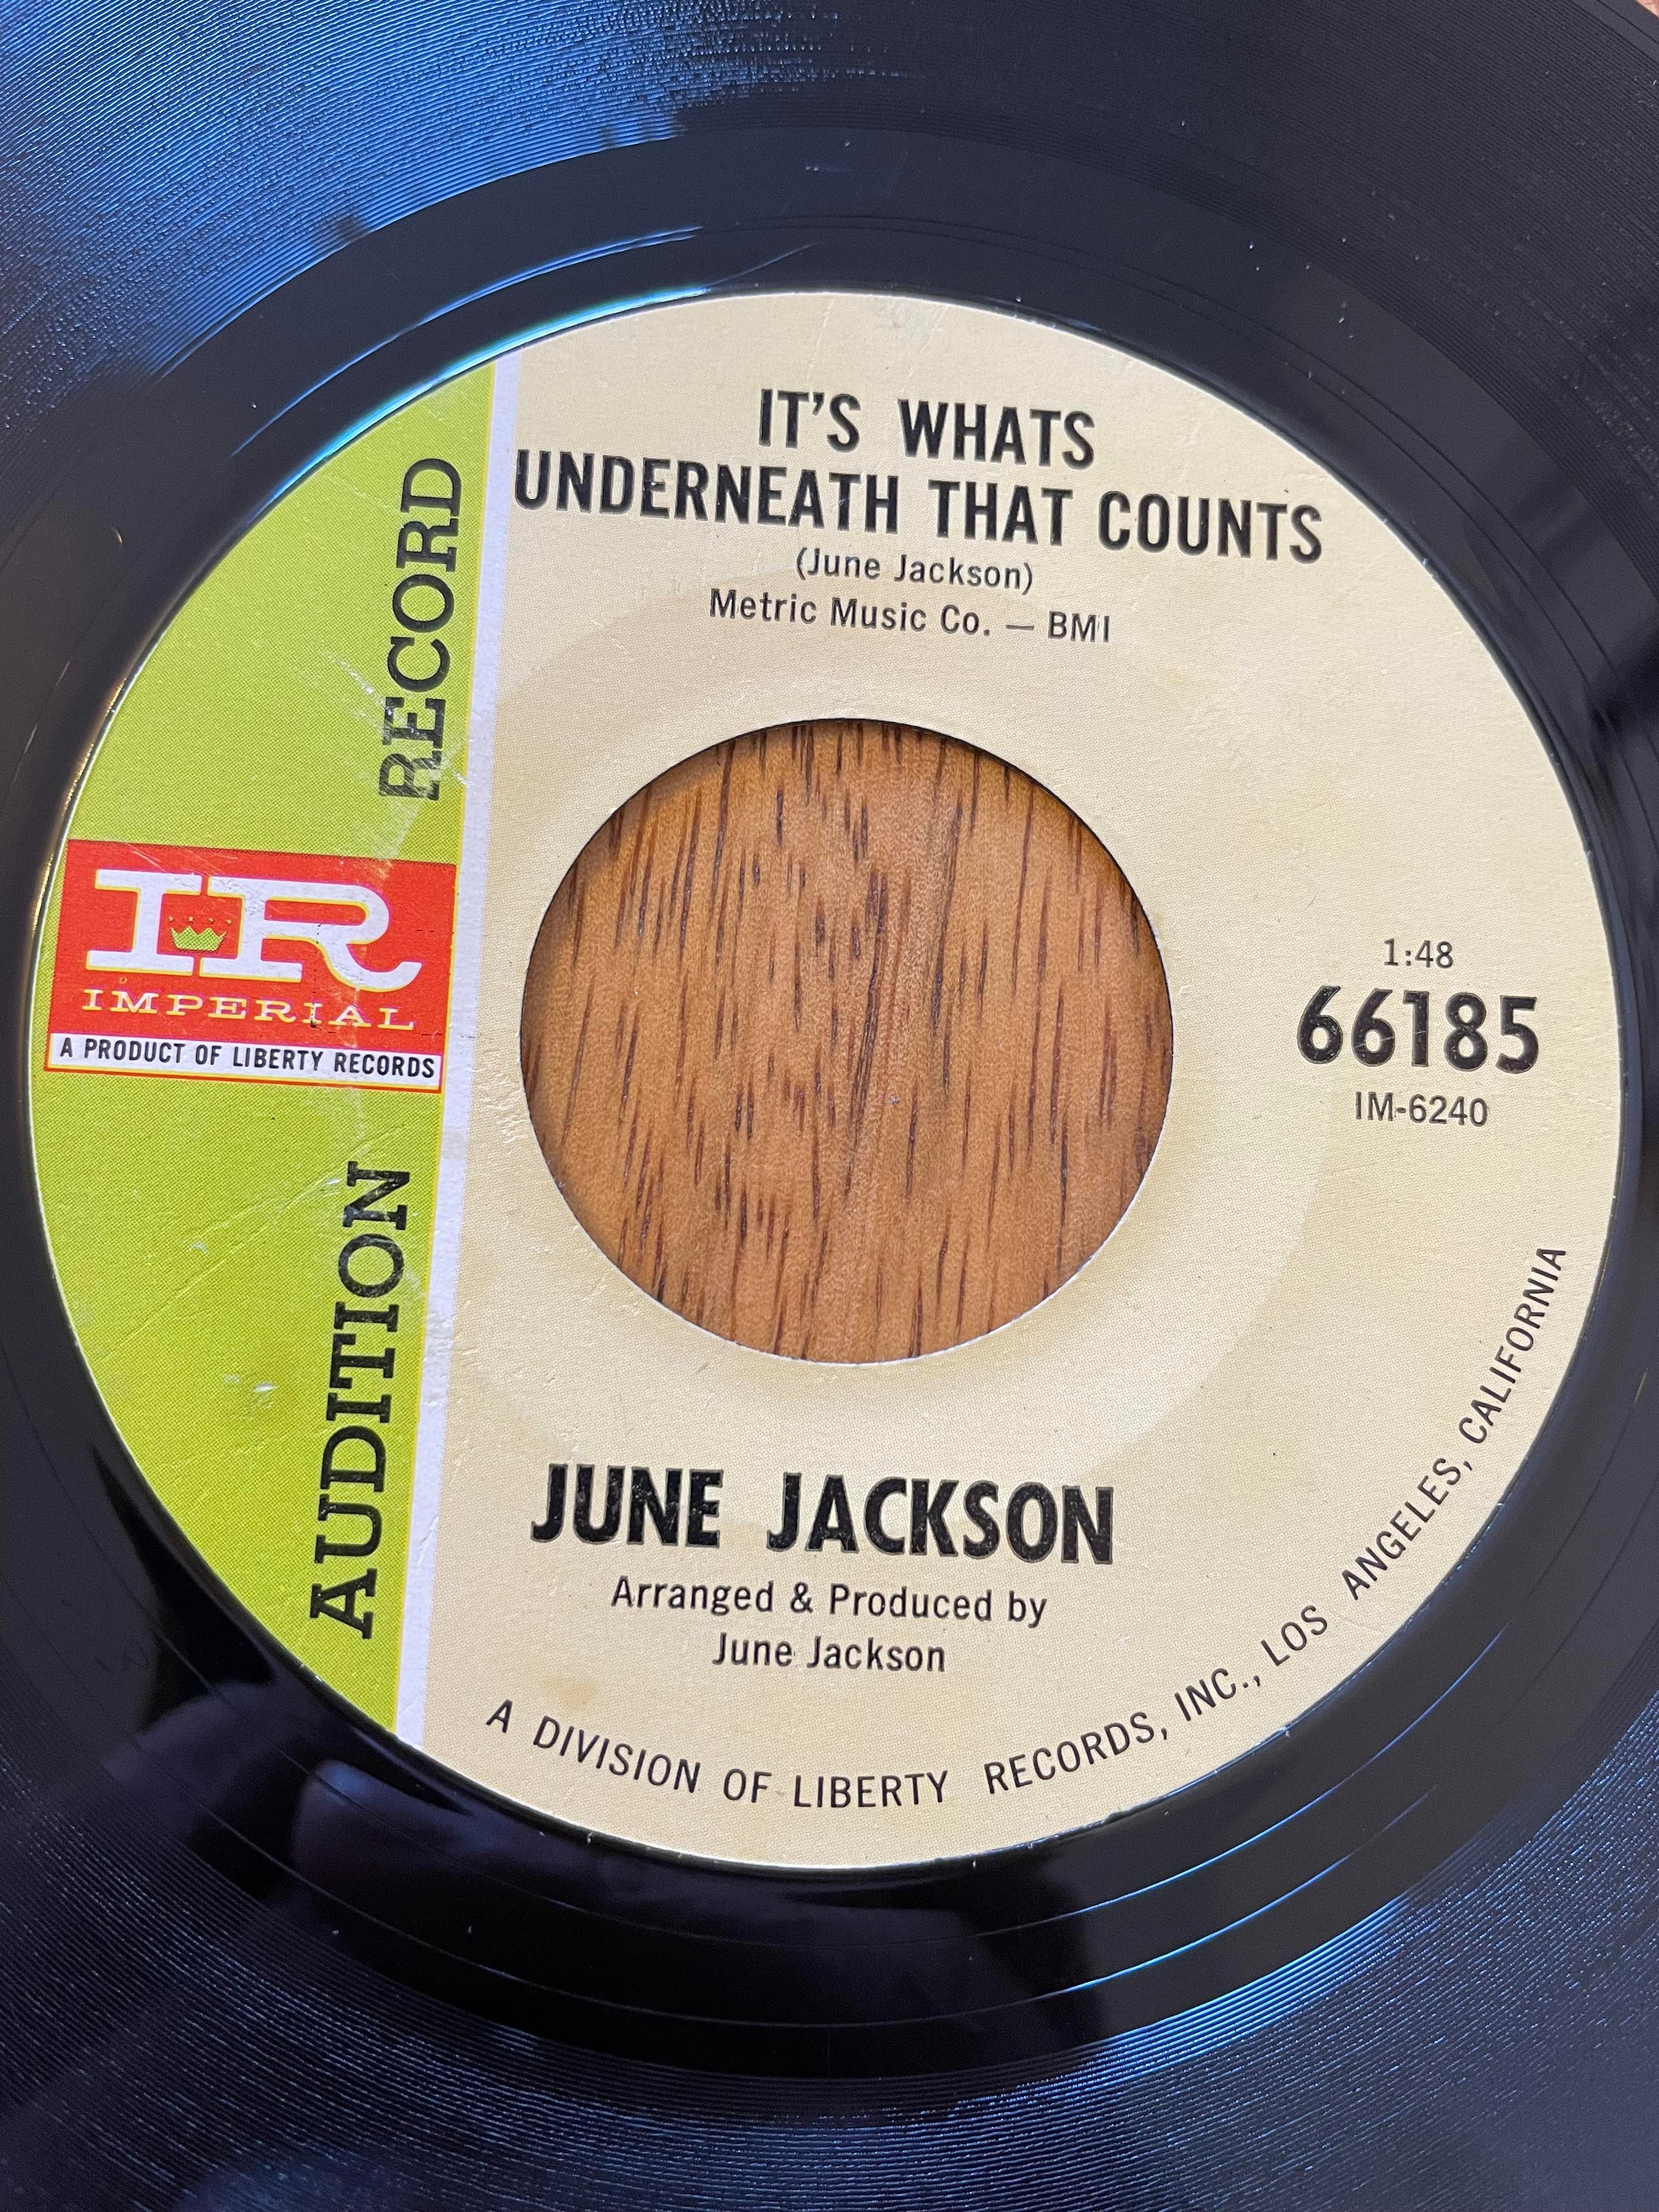 IT'S WHATS
UNDERNEATH THAT COUNTS
(June Jackson)
Metric Music Co. — BMI
RECORD
IR
IMPERIAL
A PRODUCT OF LIBERTY RECORDS
AUDITION
1:48
66185
IM-6240
JUNE JACKSON
Arranged & Produced by
June Jackson
A DIVISION OF LIBERTY RECORDS, INC., LOS ANGELES, CALIFORNIA